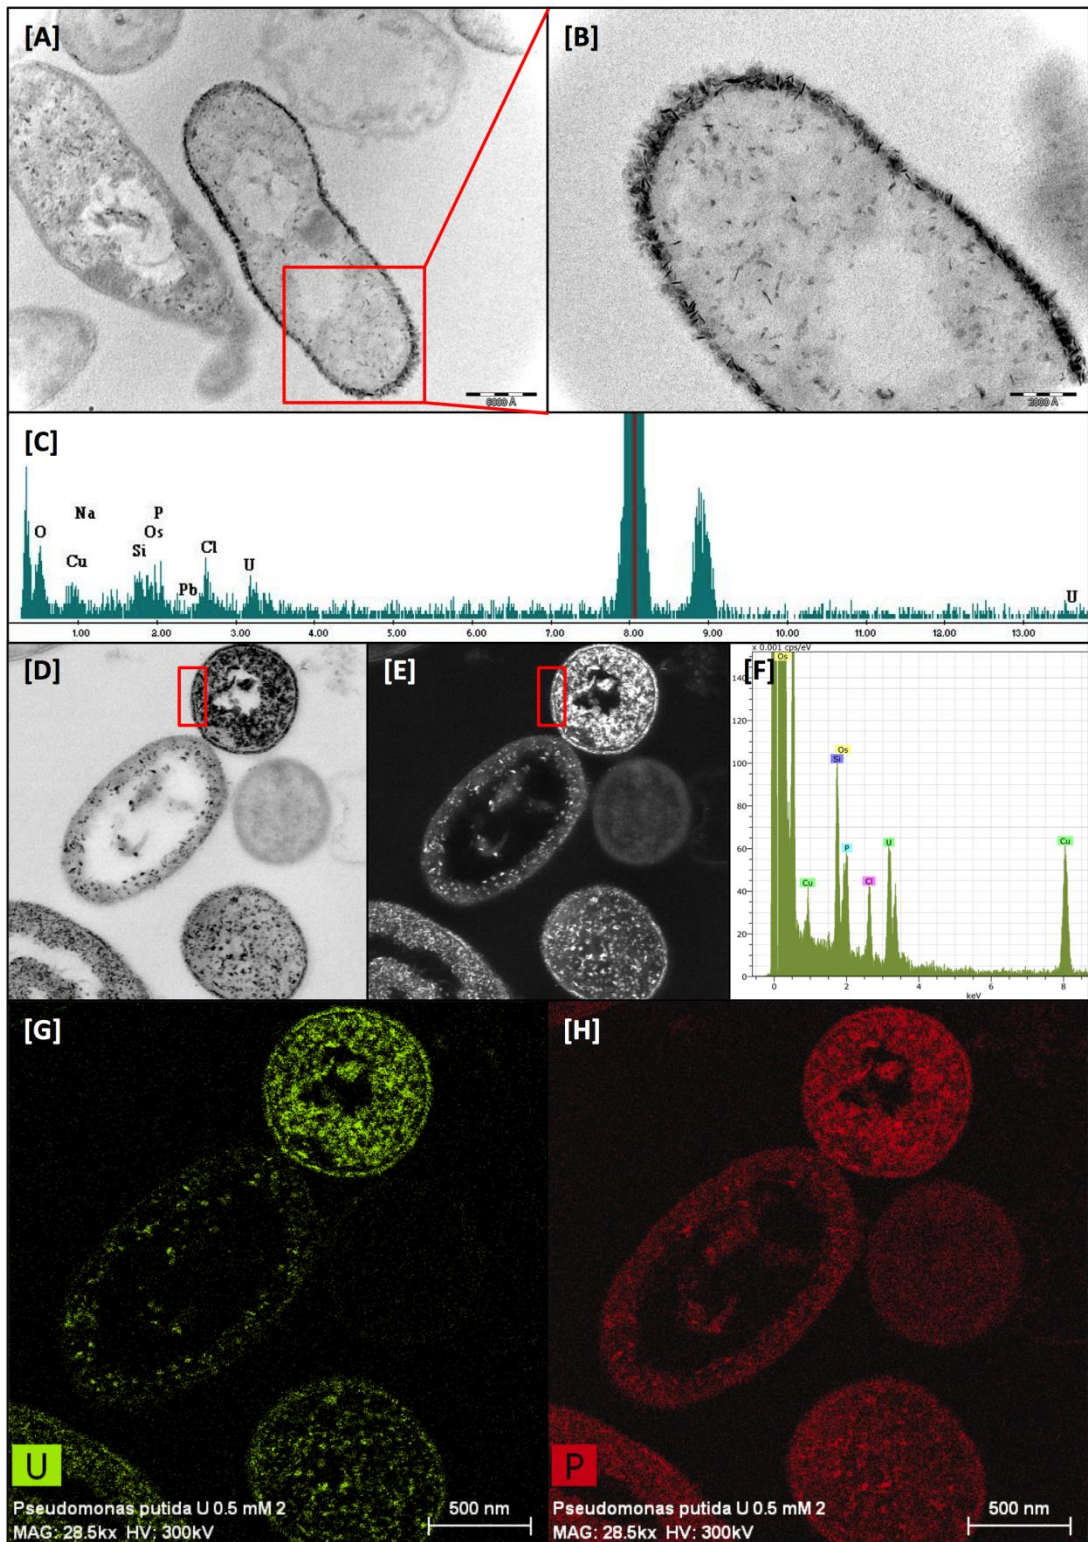 [A]
[B]
6000 Å
2000 Å
[C]
O
Na
Cu
P
Os
Si
Pb
Cl
U
U
1.00 2.00 3.00 4.00 5.00 6.00 7.00 8.00 9.00 10.00 11.00 12.00 13.00
[D]
[E]
[F]
x 0.001 cps/eV
140
120
100
80
60
40
20
0
Os
Os
Si
P
U
Cu
Cl
Cu
0 2 4 6 8
keV
[G]
[H]
U
Pseudomonas putida U 0.5 mM 2
MAG: 28.5kx HV: 300kV
500 nm
P
Pseudomonas putida U 0.5 mM 2
MAG: 28.5kx HV: 300kV
500 nm